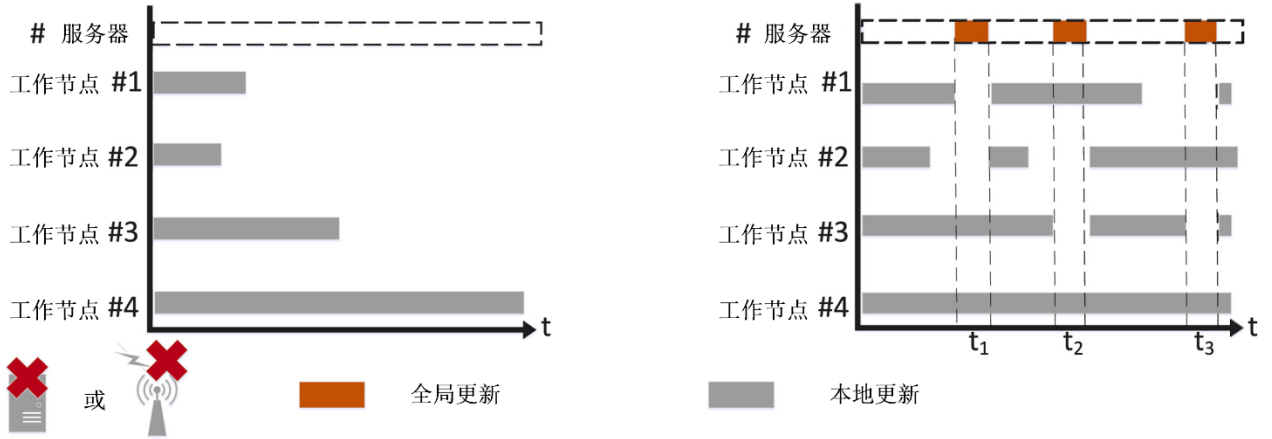 # 服务器
工作节点 #1
工作节点 #2
工作节点 #3
工作节点 #4
t
# 服务器
工作节点 #1
工作节点 #2
工作节点 #3
工作节点 #4
t
t1 t2 t3
或
全局更新
本地更新